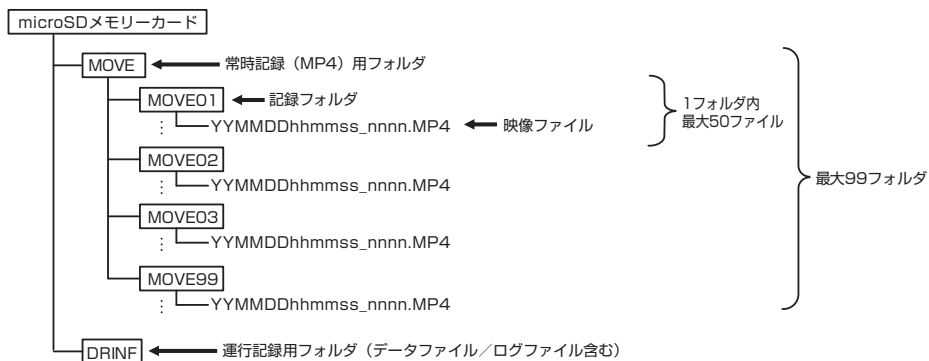 microSDメモリーカード
MOVE
常時記録（MP4）用フォルダ
MOVE01
記録フォルダ
YYMMDDhhmmss_nnnn.MP4
映像ファイル
1フォルダ内
最大50ファイル
MOVE02
YYMMDDhhmmss_nnnn.MP4
最大99フォルダ
MOVE03
YYMMDDhhmmss_nnnn.MP4
MOVE99
YYMMDDhhmmss_nnnn.MP4
DRINF
運行記録用フォルダ（データファイル／ログファイル含む）